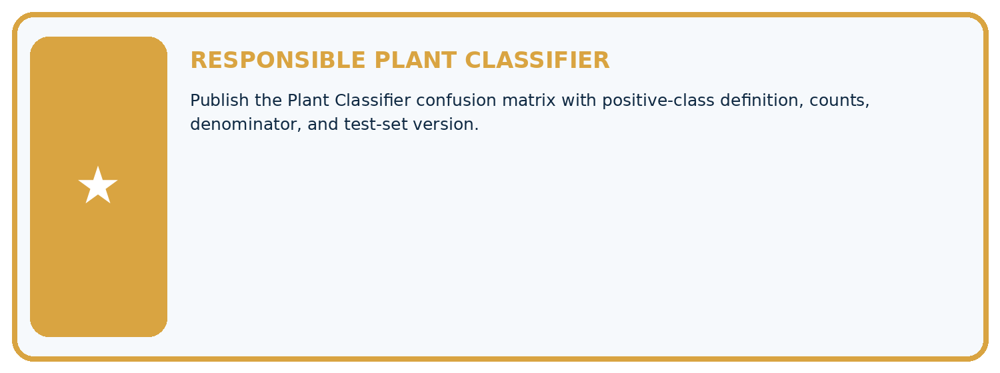 RESPONSIBLE PLANT CLASSIFIER
Publish the Plant Classifier confusion matrix with positive-class definition, counts,
denominator, and test-set version.